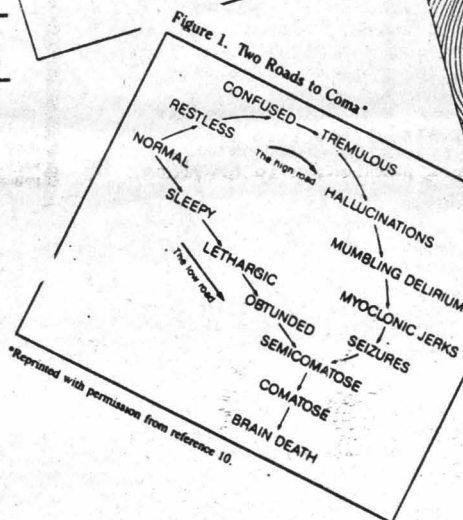 Figure 1. Two Roads to Coma*
CONFUSED
RESTLESS
TREMULOUS
NORMAL
The high road
HALLUCINATIONS
SLEEPY
MUMBLING DELIRIUM
LETHARGIC
The low road
MYOCLONIC JERKS
OBTUNDED
SEIZURES
SEMICOMATOSE
COMATOSE
BRAIN DEATH
*Reprinted with permission from reference 10.